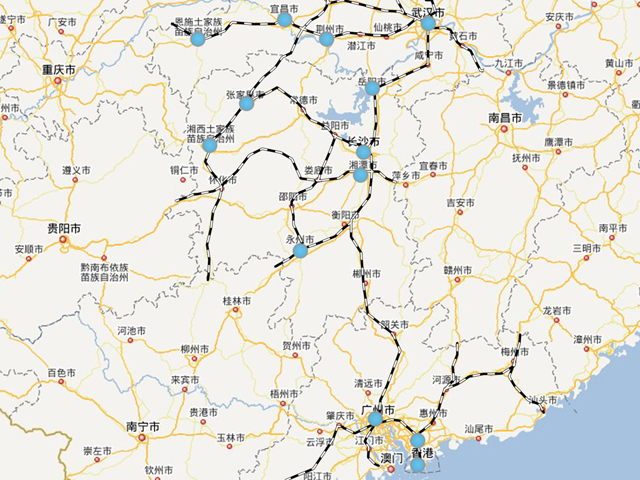 宜昌市
恩施土家族
苗族自治州
荆州市
仙桃市
武汉市
安庆市
遂宁市
广安市
潜江市
黄石市
咸宁市
九江市
黄山市
重庆市
岳阳市
景德镇市
张家界市
常德市
南昌市
益阳市
湘西土家族
苗族自治州
长沙市
鹰潭市
铜仁市
怀化市
娄底市
湘潭市
萍乡市
宜春市
抚州市
遵义市
邵阳市
吉安市
衡阳市
贵阳市
永州市
南平市
安顺市
黔南布依族
苗族自治州
三明市
郴州市
赣州市
桂林市
龙岩市
韶关市
河池市
漳州市
柳州市
贺州市
梅州市
百色市
来宾市
清远市
河源市
梧州市
汕头市
贵港市
肇庆市
广州市
惠州市
南宁市
玉林市
云浮市
江门市
汕尾市
崇左市
香港
澳门
钦州市
阳江市